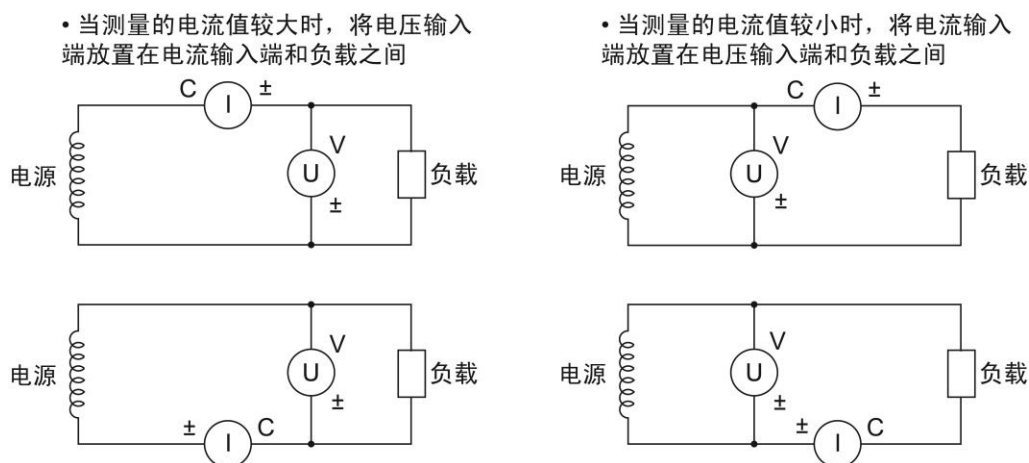 • 当测量的电流值较大时，将电压输入
端放置在电流输入端和负载之间
C I ±
电源
V
U
±
负载
• 当测量的电流值较小时，将电流输入
端放置在电压输入端和负载之间
C I ±
电源
V
U
±
负载
电源
V
U
±
负载
± I C
电源
V
U
±
负载
± I C